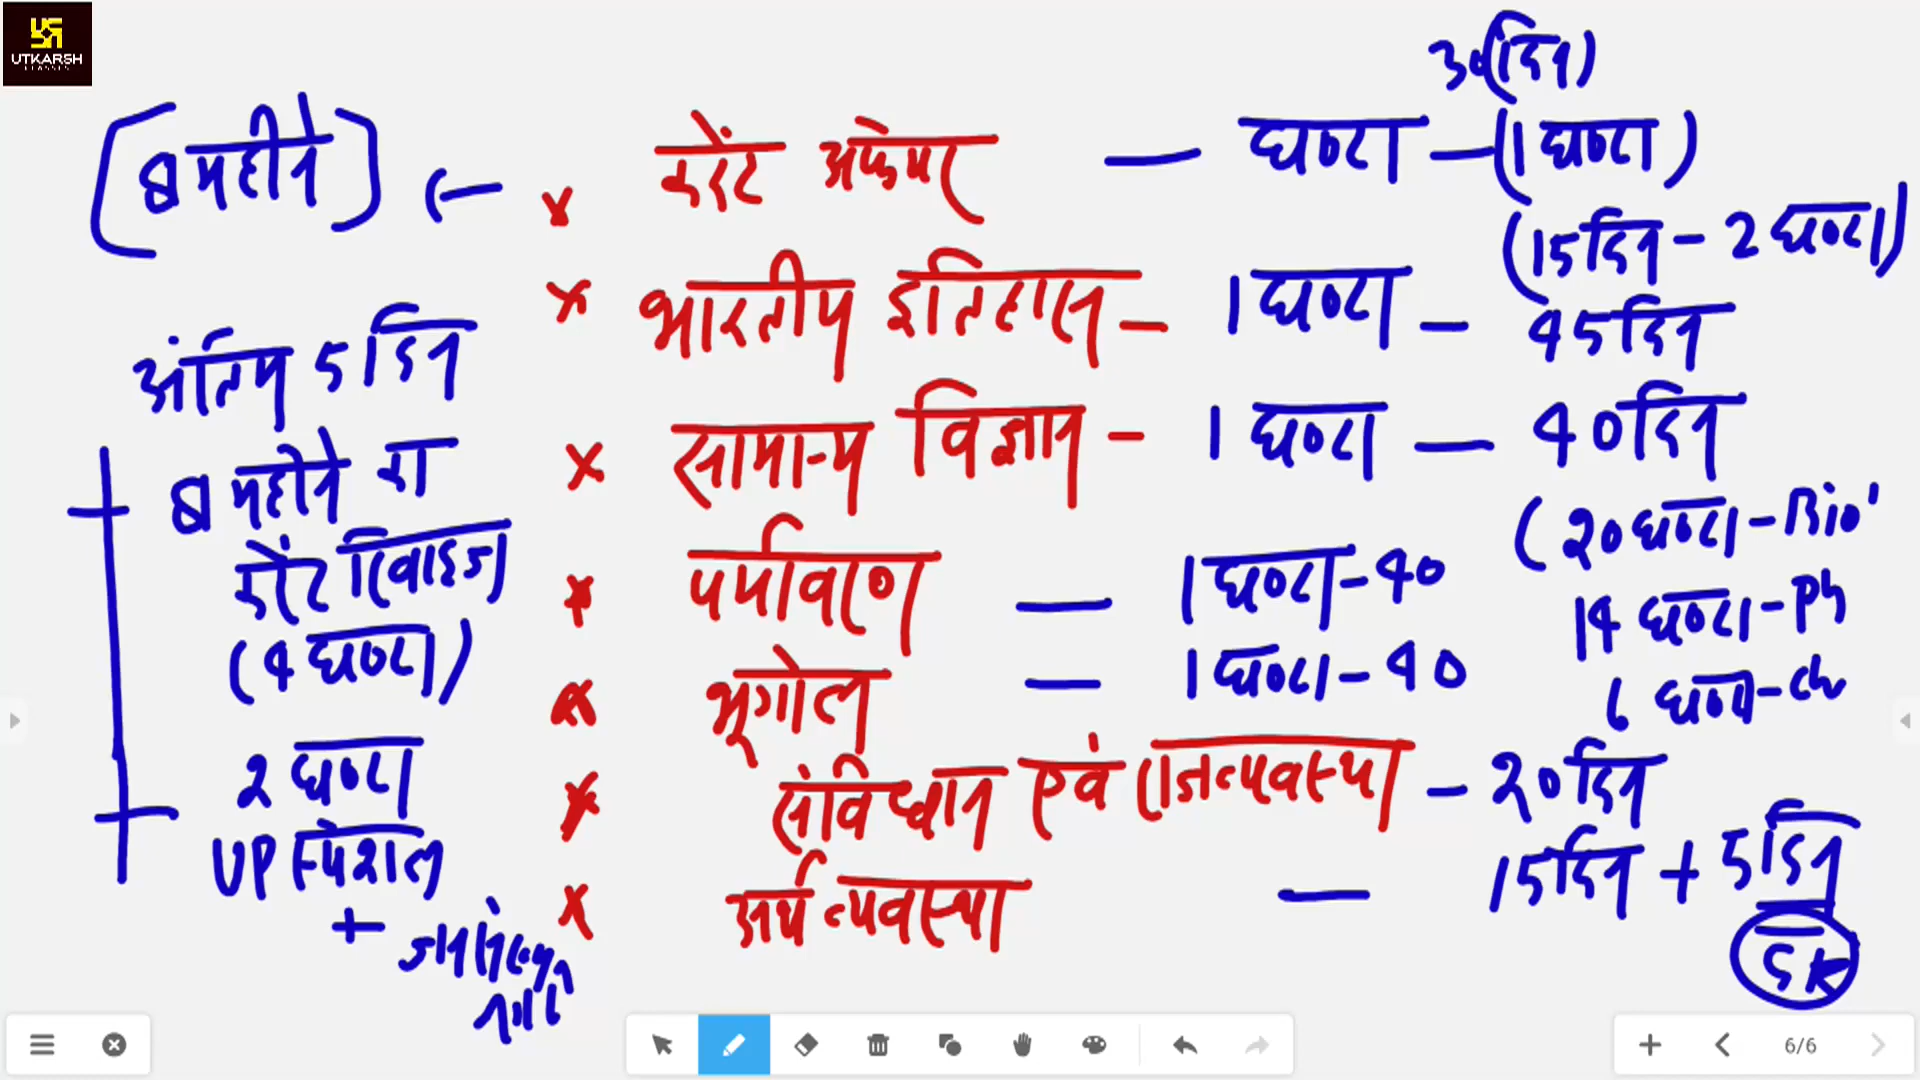 UTKARSH
CLASSES
30(दिन)
[8 महीने] ← × करेंट अफेयर — घण्टा — (1 घण्टा)
(15 दिन - 2 घण्टा)
× भारतीय इतिहास - 1 घण्टा - 45 दिन
अंतिम 5 दिन
× सामान्य विज्ञान - 1 घण्टा — 40 दिन
8 महीने का
(20 घण्टा - Bio
करेंट रिवाइज
× पर्यावरण — 1 घण्टा - 40
14 घण्टा - Ph
(4 घण्टा)
× भूगोल — 1 घण्टा - 40
6 घण्टा - Ch
2 घण्टा
× संविधान एवं राजव्यवस्था - 20 दिन
UP स्पेशल
× अर्थव्यवस्था — 15 दिन + 5 दिन
+ जनसंख्या
6/6